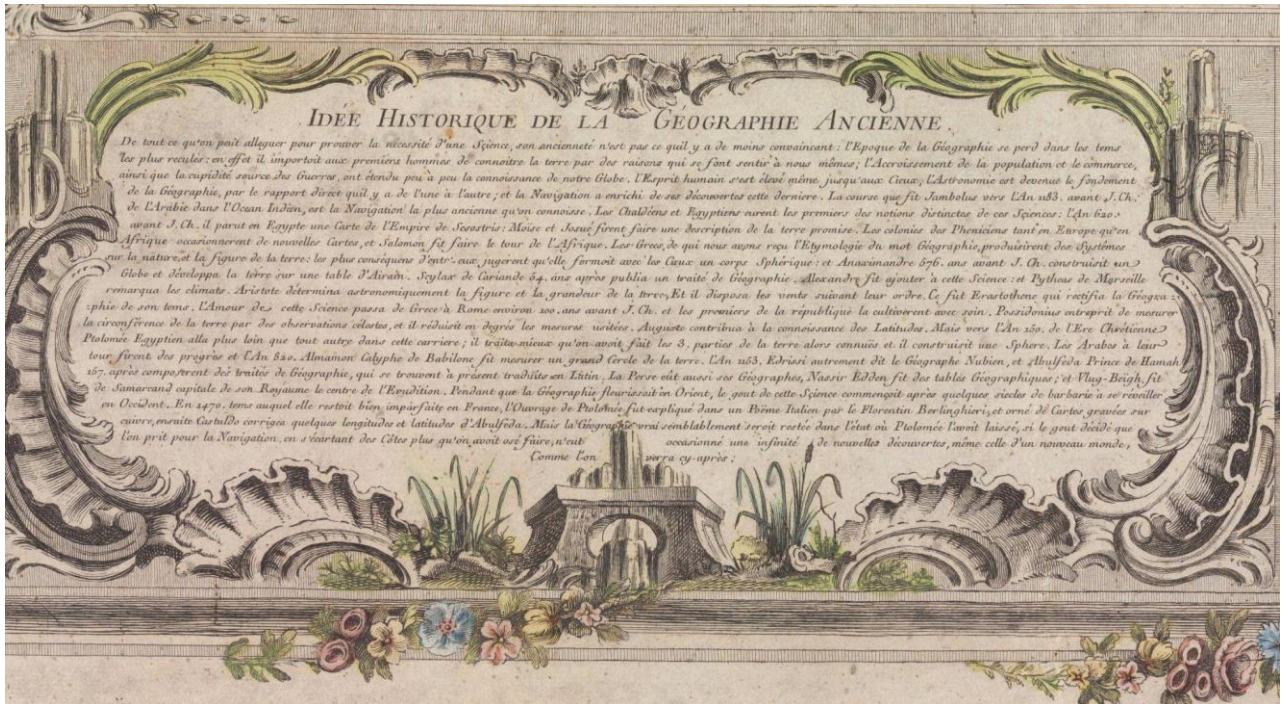 IDÉE HISTORIQUE DE LA GÉOGRAPHIE ANCIENNE.
De tout ce qu'on peut alleguer pour prouver la necessité d'une Science, son ancienneté n'est pas ce qu'il y a de moins convaincant : l'Epoque de la Géographie se perd dans les tems
les plus reculés : en effet il importoit aux premiers hommes de connoitre la terre par des raisons qui se font sentir à nous mêmes; l'Accroissement de la population et le commerce,
ainsi que la cupidité source des Guerres, ont étendu peu à peu la connoissance de notre Globe. l'Esprit humain s'est élevé même jusqu'aux Cieux, l'Astronomie est devenue le fondement
de la Géographie, par le rapport direct qu'il y a de l'une à l'autre, et la Navigation a enrichi de ses découvertes cette derniere. La course que fit Jambolus vers l'An 1183. avant J. Ch.
de l'Arabie dans l'Ocean Indien, est la Navigation la plus ancienne qu'on connoisse. Les Chaldéens et Egyptiens eurent les premiers des notions distinctes de ces Sciences : l'An 620.
avant J. Ch. il parut en Egypte une Carte de l'Empire de Sesostris : Moise et Josué firent faire une description de la terre promise. Les colonies des Pheniciens tant en Europe qu'en
Afrique occasionnerent de nouvelles Cartes, et Salomon fit faire le tour de l'Affrique. Les Grecs, de qui nous avons reçu l'Etymologie du mot Géographie, produisirent des Systêmes
sur la nature, et la figure de la terre : les plus conséquens d'entr'eux jugerent qu'elle formoit avec les Cieux un corps Sphérique : et Anaximandre 576. ans avant J. Ch. construisit un
Globe et développa la terre sur une table d'Airain. Scylax de Cariande 54. ans après publia un traité de Géographie. Alexandre fit ajouter à cette Science : et Pytheas de Marseille
remarqua les climats. Aristote détermina astronomiquement la figure et la grandeur de la terre, Et il disposa les vents suivant leur ordre. Ce fut Erastothene qui rectifia la Géogra-
:phie de son tems. l'Amour de cette Science passa de Grece à Rome environ 200. ans avant J. Ch. et les premiers de la république la cultiverent avec soin. Possidonius entreprit de mesurer
la circonférence de la terre par des observations célestes, et il réduisit en degrés les mesures usitées. Auguste contribua à la connoissance des Latitudes. Mais vers l'An 150. de l'Ere Chrétienne
Ptolomée Egyptien alla plus loin que tout autre dans cette carriere; il traita mieux qu'on avoit fait les 3. parties de la terre alors connües et il construisit une Sphere. Les Arabes à leur
tour firent des progrès et l'An 820. Almamon Calyphe de Babilone fit mesurer un grand Cercle de la terre. l'An 1153. Edrissi autrement dit le Géographe Nubien, et Abulféda Prince de Hamah
157. après composerent des traités de Géographie, qui se trouvent à présent traduits en Latin. La Perse eût aussi ses Géographes, Nassir Edden fit des tables Géographiques; et Vlug-Beigh fit
de Samarcand capitale de son Royaume le centre de l'Erudition. Pendant que la Géographie fleurissoit en Orient, le gout de cette Science commençoit après quelques siecles de barbarie à se réveiller
en Occident. En 1470. tems auquel elle restoit bien imparfaite en France, l'Ouvrage de Ptolomée fut expliqué dans un Poême Italien par le Florentin Berlinghieri, et orné de Cartes gravées sur
cuivre, ensuite Castaldo corrigea quelques longitudes et latitudes d'Abulféda. Mais la Géographie vrai semblablement seroit restée dans l'état où Ptolomée l'avoit laissé, si le gout décidé que
l'on prit pour la Navigation, en s'écartant des Côtes plus qu'on avoit osé faire, n'eut occasionné une infinité de nouvelles découvertes, même celle d'un nouveau monde,
Comme l'on verra cy-après;